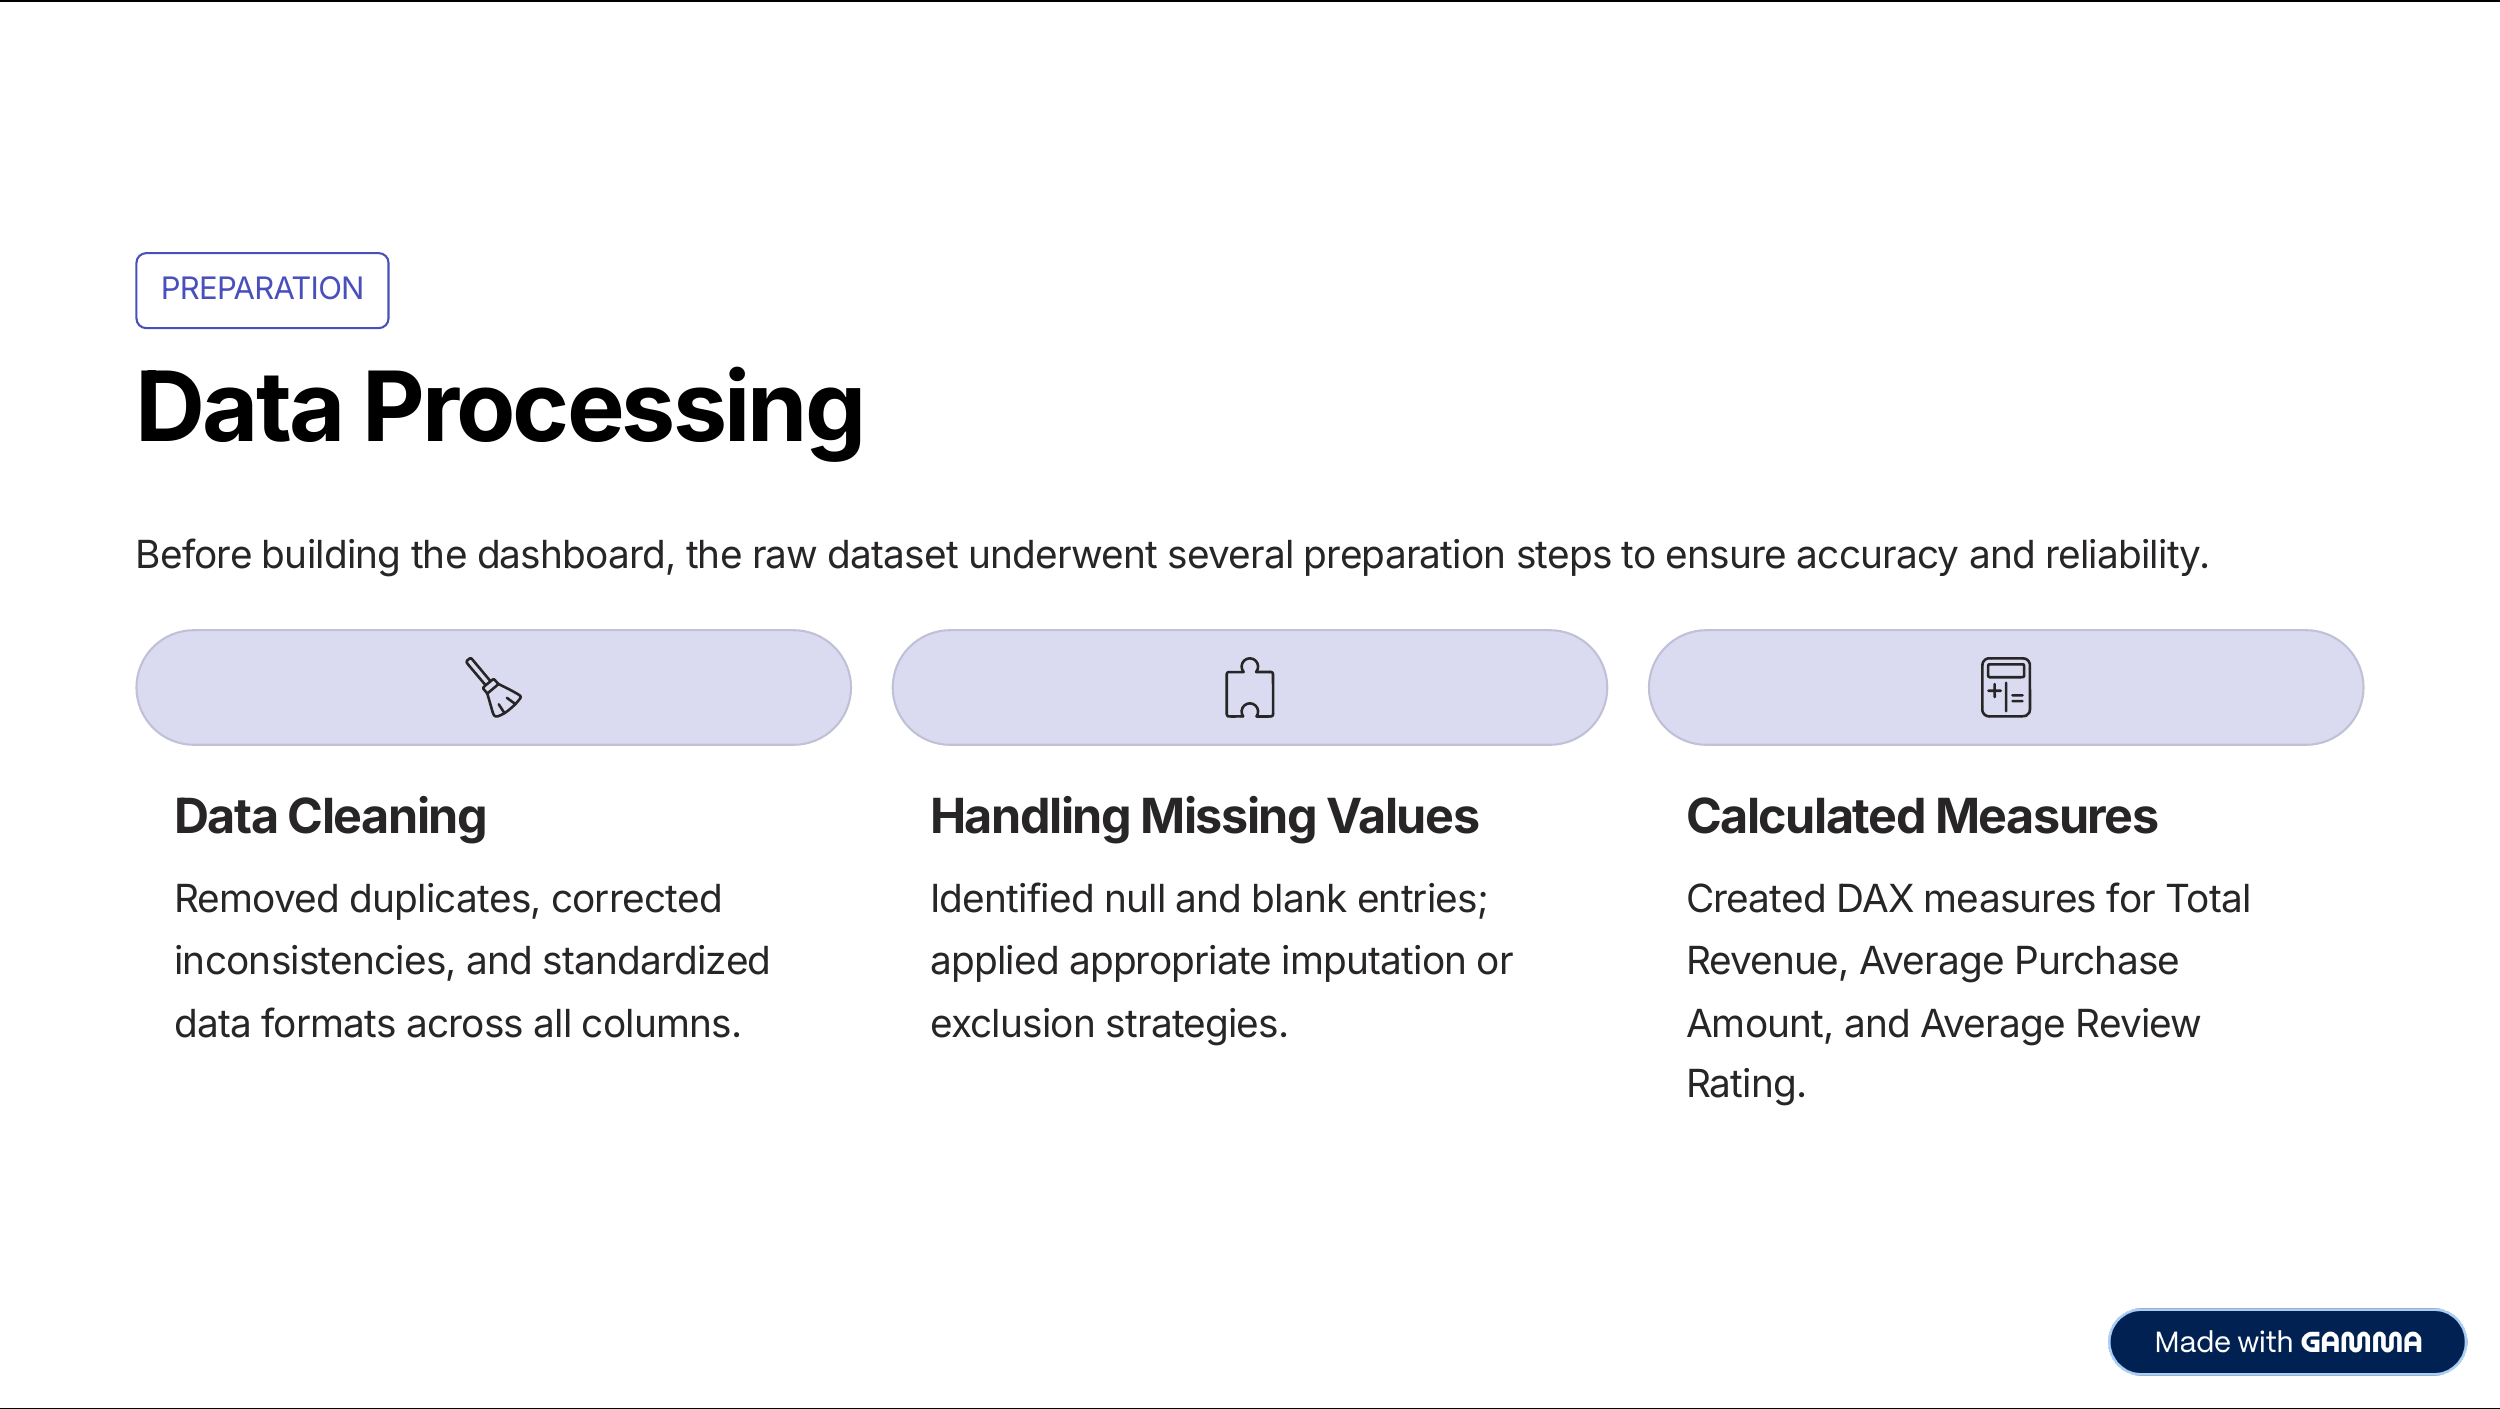 PREPARATION
Data Processing
Before building the dashboard, the raw dataset underwent several preparation steps to ensure accuracy and reliability.
Data Cleaning
Removed duplicates, corrected
inconsistencies, and standardized
data formats across all columns.
Handling Missing Values
Identified null and blank entries;
applied appropriate imputation or
exclusion strategies.
Calculated Measures
Created DAX measures for Total
Revenue, Average Purchase
Amount, and Average Review
Rating.
Made with GAMMA